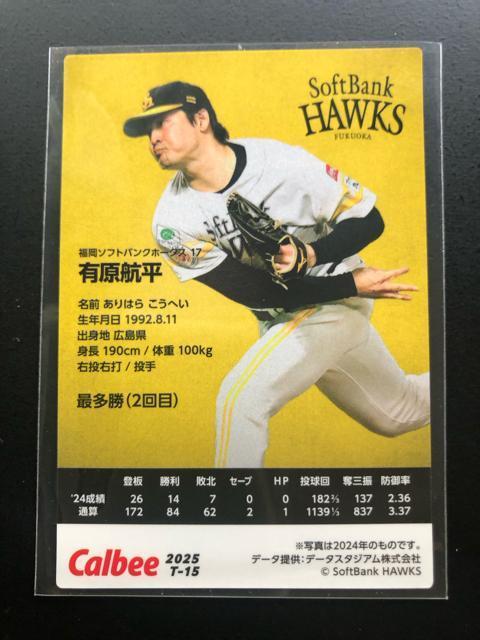 SoftBank
HAWKS
FUKUOKA
福岡ソフトバンクホークス 17
有原航平
名前 ありはら こうへい
生年月日 1992.8.11
出身地 広島県
身長 190cm / 体重 100kg
右投右打 / 投手
最多勝(2回目)
登板 勝利 敗北 セーブ HP 投球回 奪三振 防御率
'24成績 26 14 7 0 0 182⅔ 137 2.36
通算 172 84 62 2 1 1139⅓ 837 3.37
※写真は2024年のものです。
データ提供:データスタジアム株式会社
© SoftBank HAWKS
Calbee 2025
T-15